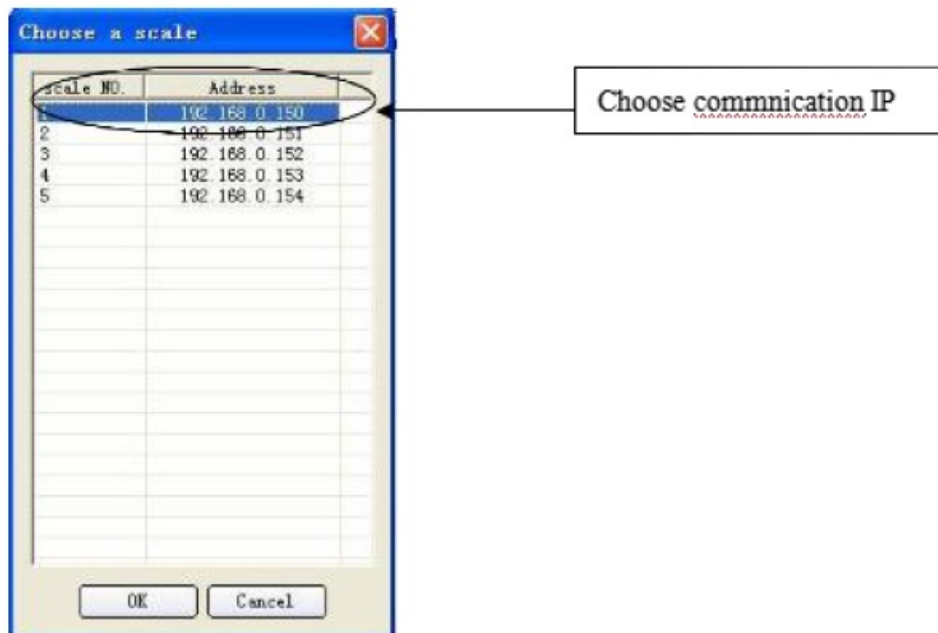 Choose a scale
scale NO. Address
1 192.168.0.150
2 192.168.0.151
3 192.168.0.152
4 192.168.0.153
5 192.168.0.154
OK Cancel
Choose commnication IP